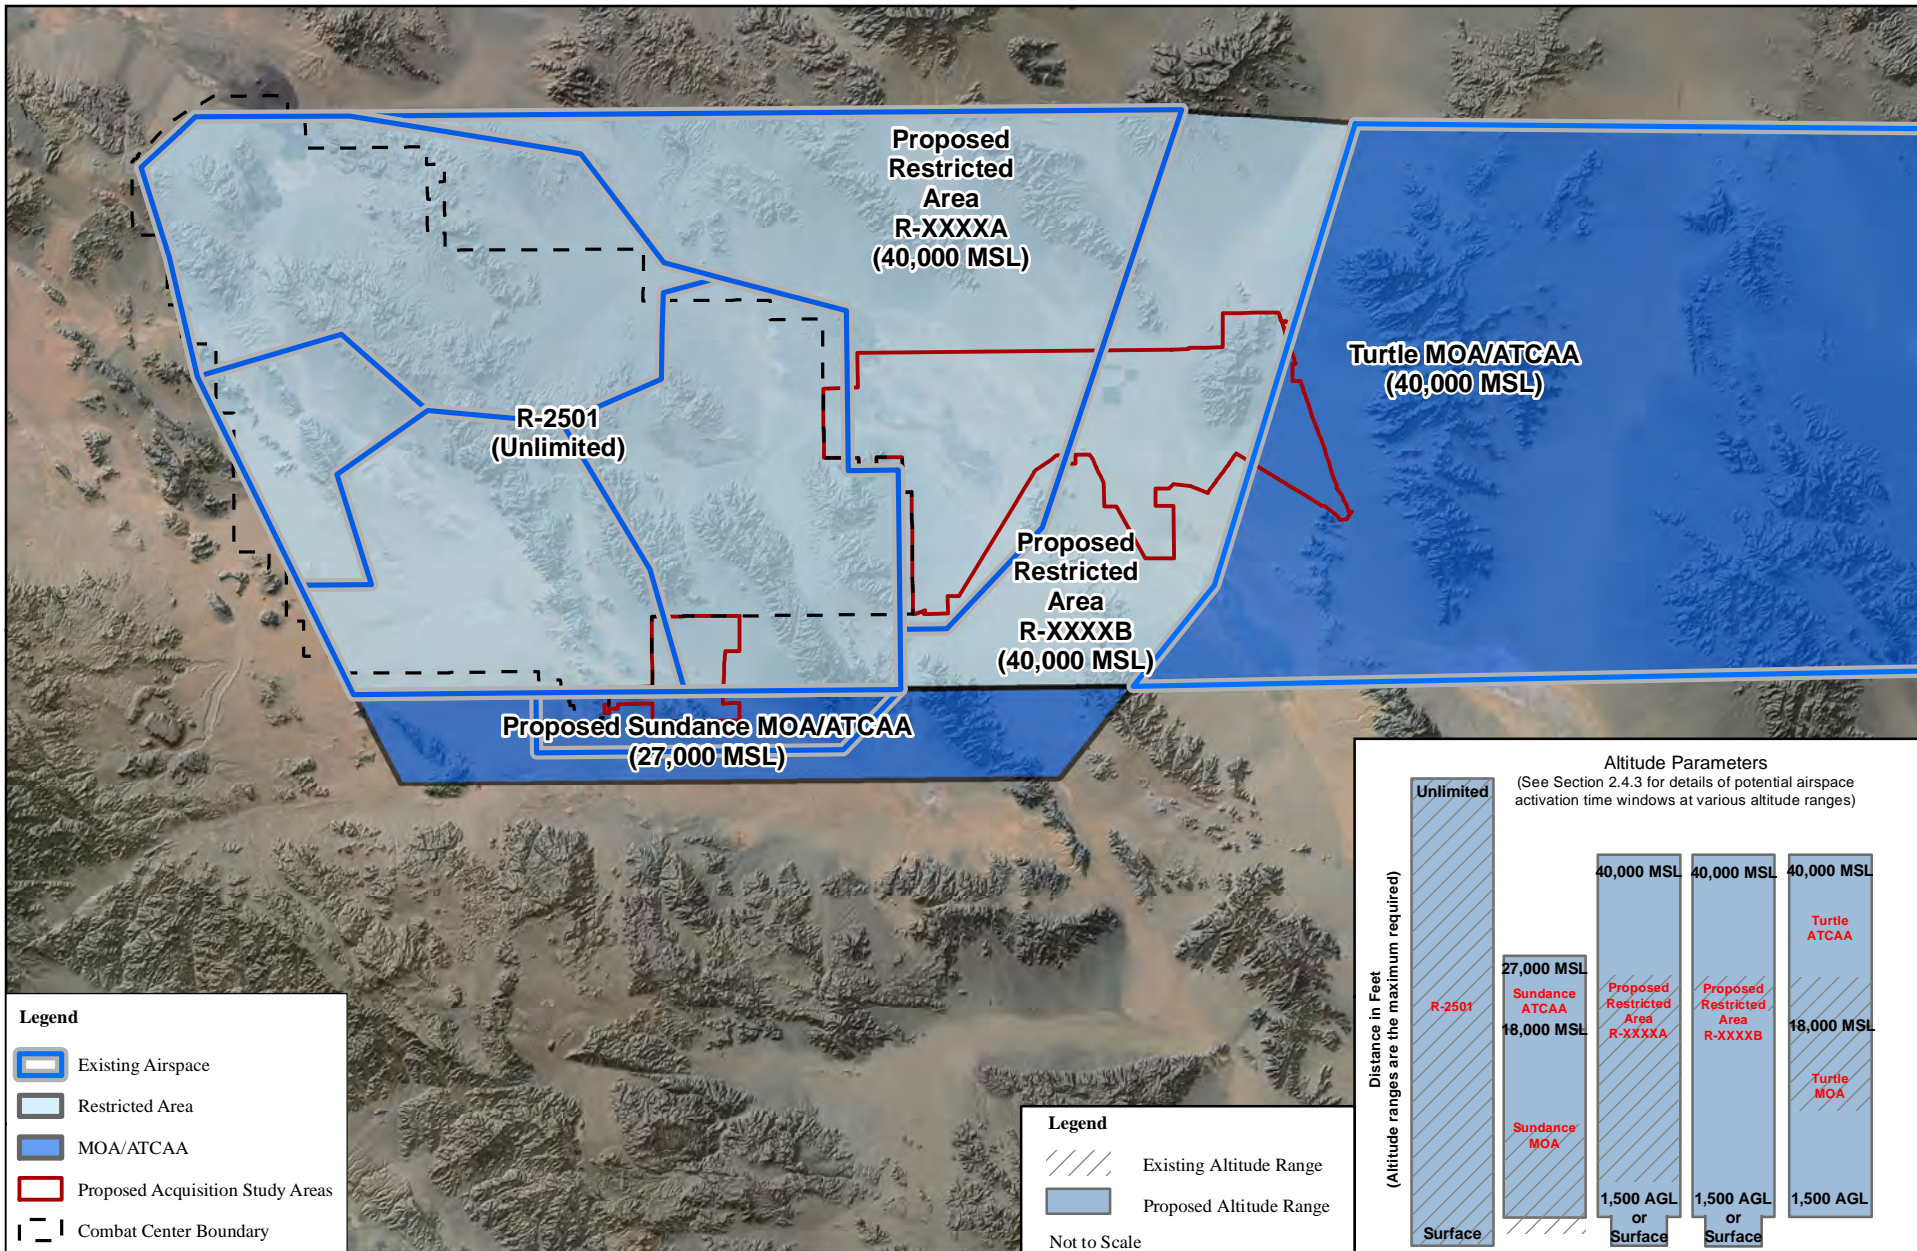 Proposed
Restricted
Area
R-XXXXA
(40,000 MSL)
Turtle MOA/ATCAA
(40,000 MSL)
R-2501
(Unlimited)
Proposed
Restricted
Area
R-XXXXB
(40,000 MSL)
Proposed Sundance MOA/ATCAA
(27,000 MSL)
Legend
Existing Airspace
Restricted Area
MOA/ATCAA
Proposed Acquisition Study Areas
Combat Center Boundary
Legend
Existing Altitude Range
Proposed Altitude Range
Not to Scale
Altitude Parameters
(See Section 2.4.3 for details of potential airspace
activation time windows at various altitude ranges)
Distance in Feet
(Altitude ranges are the maximum required)
Unlimited
R-2501
Surface
27,000 MSL
Sundance
ATCAA
18,000 MSL
Sundance
MOA
40,000 MSL
Proposed
Restricted
Area
R-XXXXA
1,500 AGL
or
Surface
40,000 MSL
Proposed
Restricted
Area
R-XXXXB
1,500 AGL
or
Surface
40,000 MSL
Turtle
ATCAA
18,000 MSL
Turtle
MOA
1,500 AGL